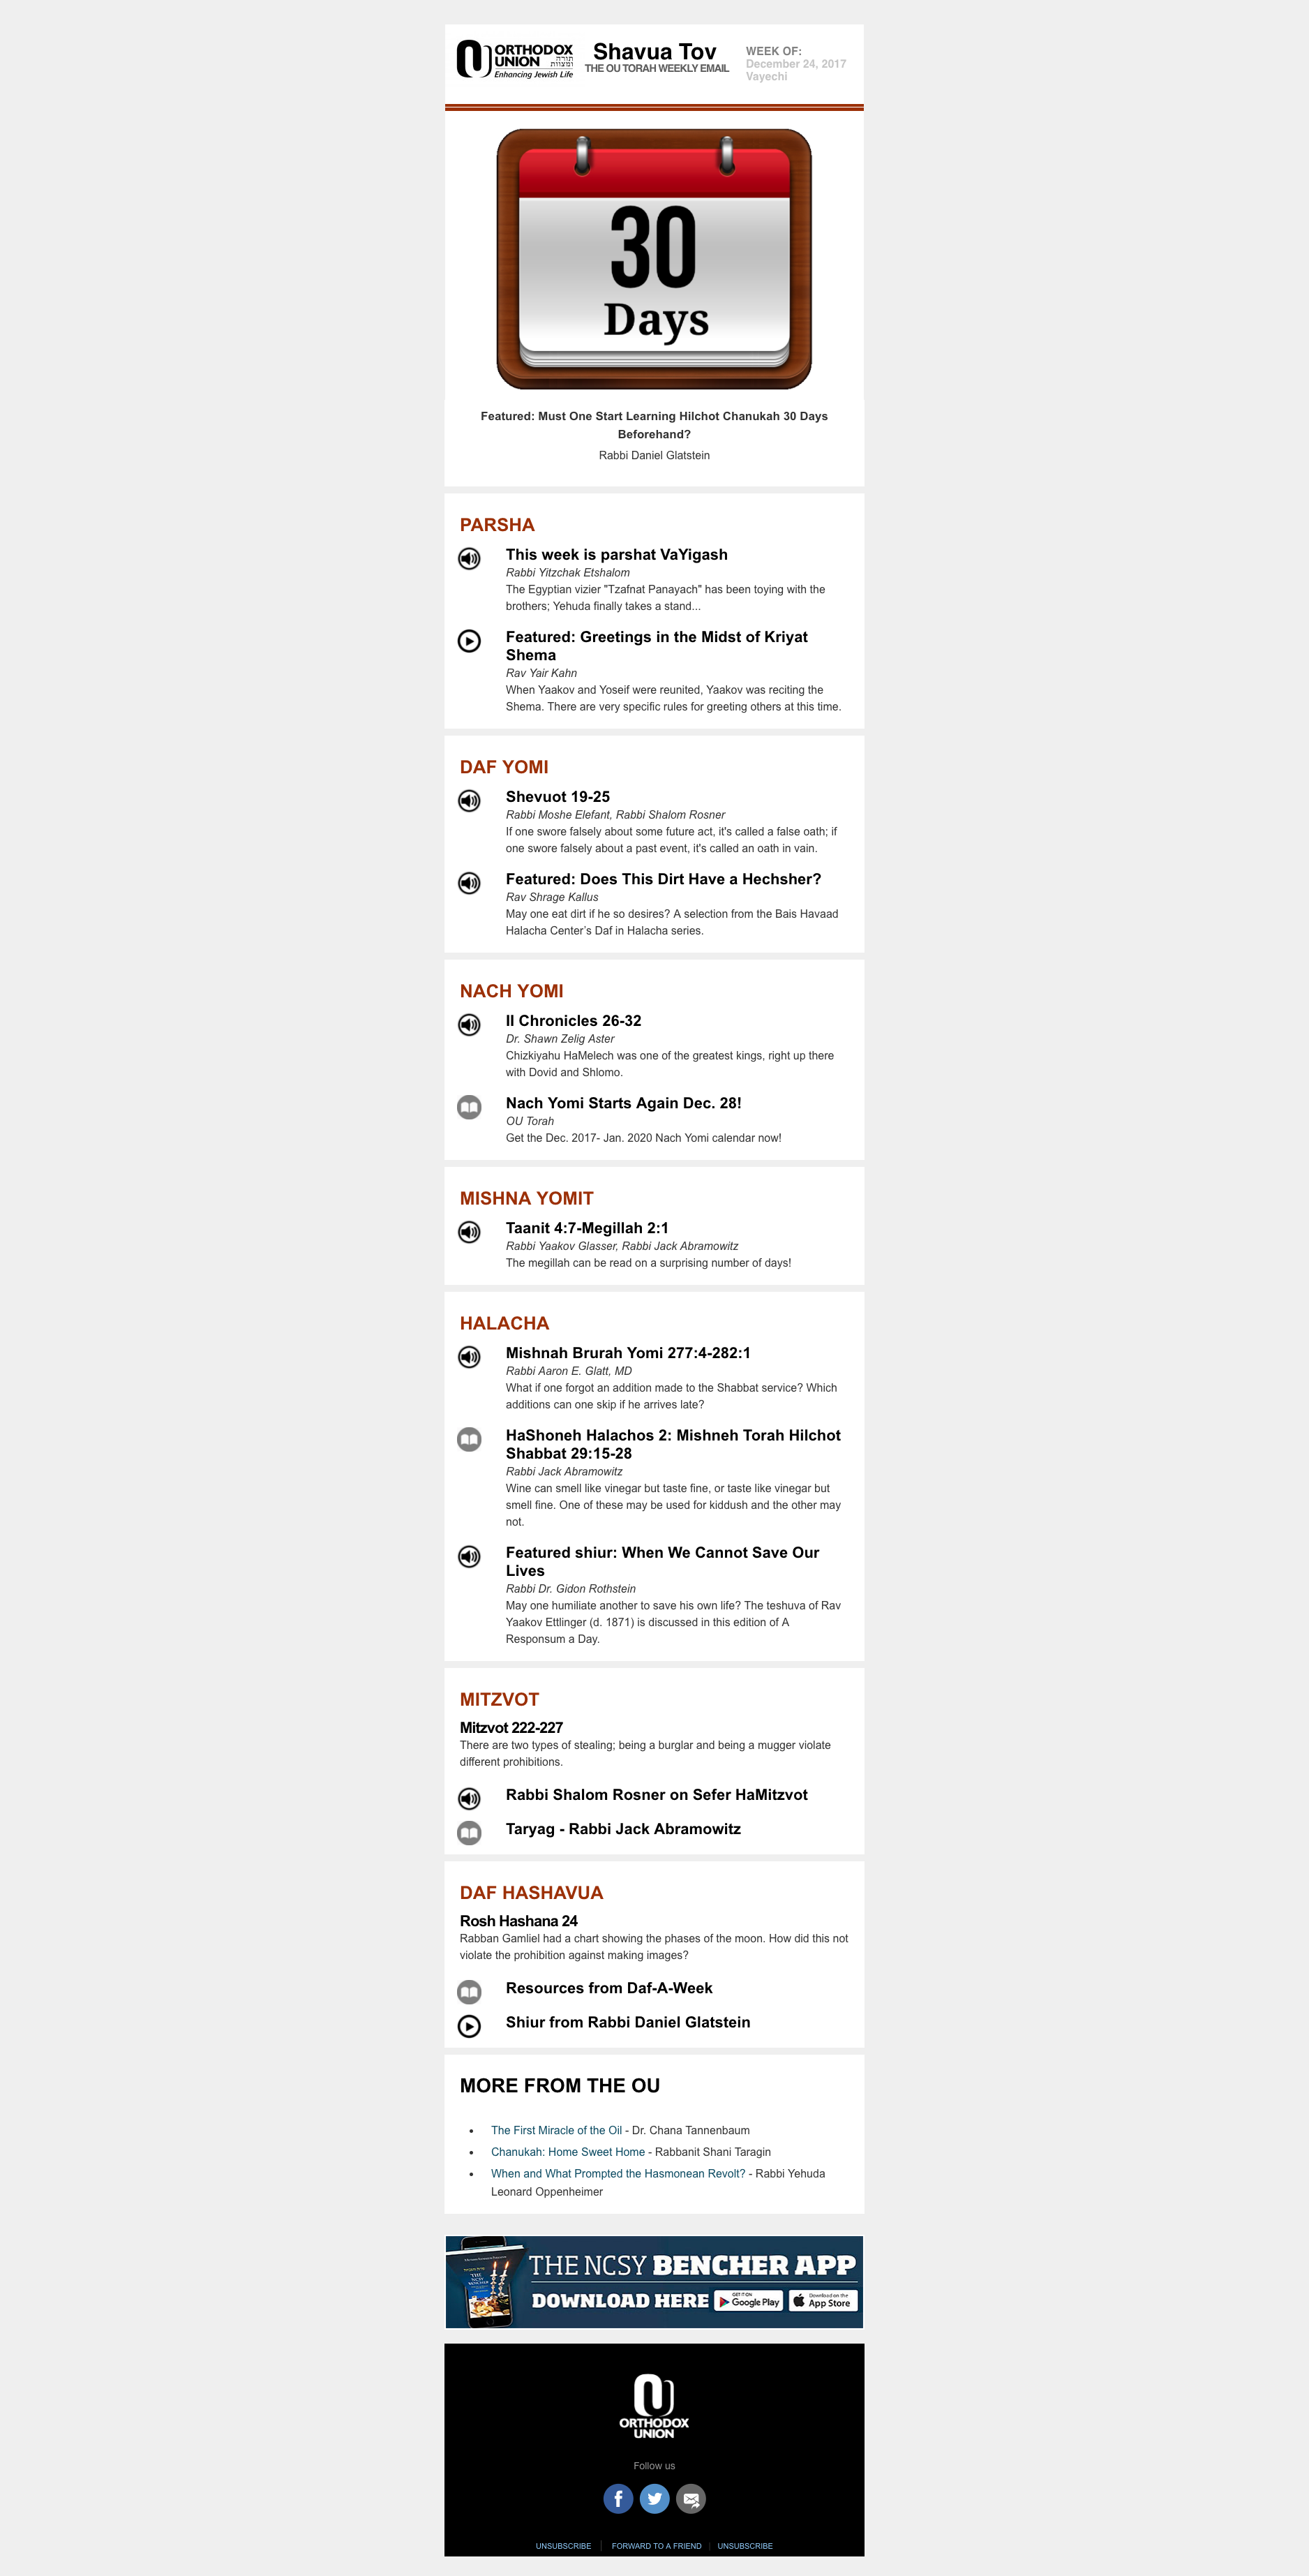 ORTHODOX
UNION תורה
ומצוות
Enhancing Jewish Life
Shavua Tov
THE OU TORAH WEEKLY EMAIL
WEEK OF:
December 24, 2017
Vayechi
30
Days
Featured: Must One Start Learning Hilchot Chanukah 30 Days
Beforehand?
Rabbi Daniel Glatstein
PARSHA
This week is parshat VaYigash
Rabbi Yitzchak Etshalom
The Egyptian vizier "Tzafnat Panayach" has been toying with the
brothers; Yehuda finally takes a stand...
Featured: Greetings in the Midst of Kriyat
Shema
Rav Yair Kahn
When Yaakov and Yoseif were reunited, Yaakov was reciting the
Shema. There are very specific rules for greeting others at this time.
DAF YOMI
Shevuot 19-25
Rabbi Moshe Elefant, Rabbi Shalom Rosner
If one swore falsely about some future act, it's called a false oath; if
one swore falsely about a past event, it's called an oath in vain.
Featured: Does This Dirt Have a Hechsher?
Rav Shrage Kallus
May one eat dirt if he so desires? A selection from the Bais Havaad
Halacha Center's Daf in Halacha series.
NACH YOMI
II Chronicles 26-32
Dr. Shawn Zelig Aster
Chizkiyahu HaMelech was one of the greatest kings, right up there
with Dovid and Shlomo.
Nach Yomi Starts Again Dec. 28!
OU Torah
Get the Dec. 2017- Jan. 2020 Nach Yomi calendar now!
MISHNA YOMIT
Taanit 4:7-Megillah 2:1
Rabbi Yaakov Glasser, Rabbi Jack Abramowitz
The megillah can be read on a surprising number of days!
HALACHA
Mishnah Brurah Yomi 277:4-282:1
Rabbi Aaron E. Glatt, MD
What if one forgot an addition made to the Shabbat service? Which
additions can one skip if he arrives late?
HaShoneh Halachos 2: Mishneh Torah Hilchot
Shabbat 29:15-28
Rabbi Jack Abramowitz
Wine can smell like vinegar but taste fine, or taste like vinegar but
smell fine. One of these may be used for kiddush and the other may
not.
Featured shiur: When We Cannot Save Our
Lives
Rabbi Dr. Gidon Rothstein
May one humiliate another to save his own life? The teshuva of Rav
Yaakov Ettlinger (d. 1871) is discussed in this edition of A
Responsum a Day.
MITZVOT
Mitzvot 222-227
There are two types of stealing; being a burglar and being a mugger violate
different prohibitions.
Rabbi Shalom Rosner on Sefer HaMitzvot
Taryag - Rabbi Jack Abramowitz
DAF HASHAVUA
Rosh Hashana 24
Rabban Gamliel had a chart showing the phases of the moon. How did this not
violate the prohibition against making images?
Resources from Daf-A-Week
Shiur from Rabbi Daniel Glatstein
MORE FROM THE OU
• The First Miracle of the Oil - Dr. Chana Tannenbaum
• Chanukah: Home Sweet Home - Rabbanit Shani Taragin
• When and What Prompted the Hasmonean Revolt? - Rabbi Yehuda
Leonard Oppenheimer
THE NCSY BENCHER APP
DOWNLOAD HERE
GET IT ON
Google Play
Download on the
App Store
ORTHODOX
UNION
Follow us
UNSUBSCRIBE | FORWARD TO A FRIEND | UNSUBSCRIBE